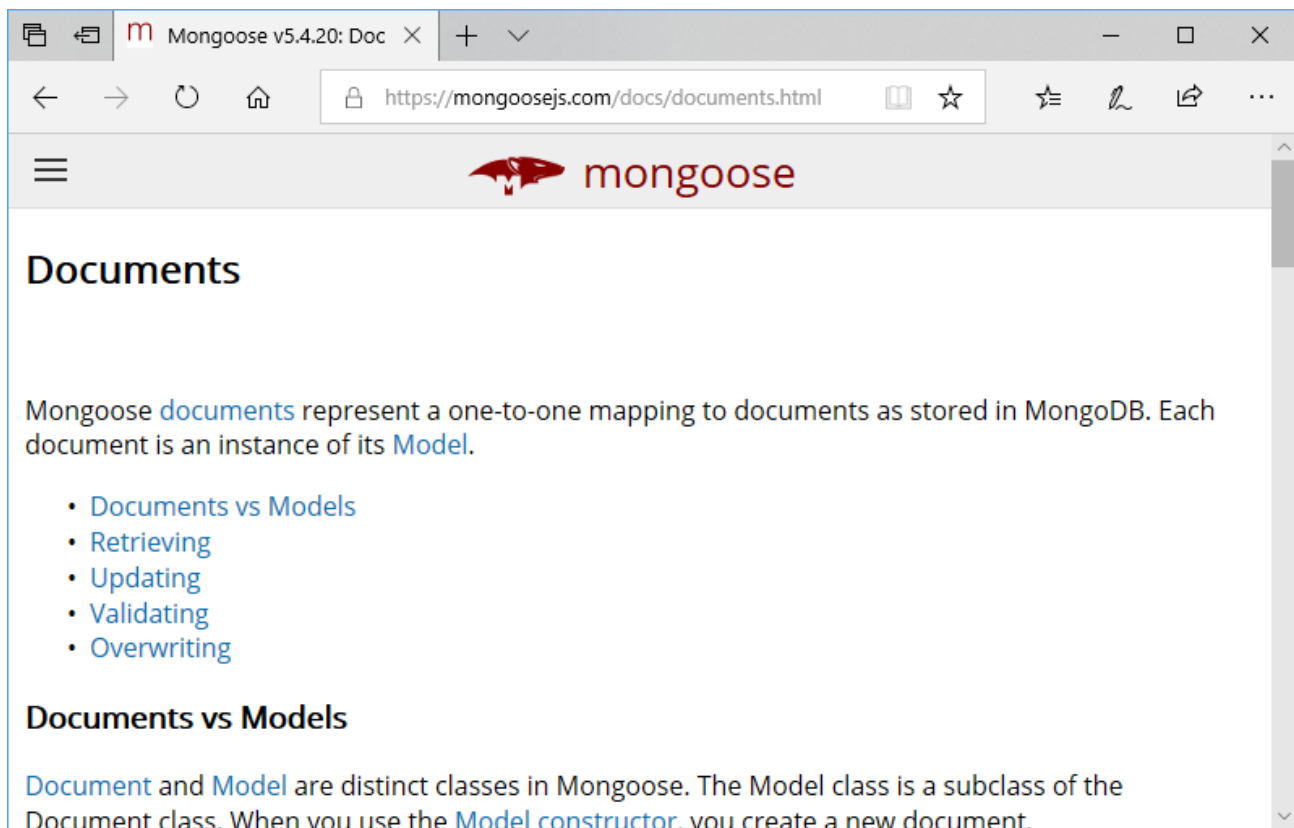 Mongoose v5.4.20: Doc
https://mongoosejs.com/docs/documents.html
mongoose
Documents
Mongoose documents represent a one-to-one mapping to documents as stored in MongoDB. Each
document is an instance of its Model.
• Documents vs Models
• Retrieving
• Updating
• Validating
• Overwriting
Documents vs Models
Document and Model are distinct classes in Mongoose. The Model class is a subclass of the
Document class. When you use the Model constructor, you create a new document.